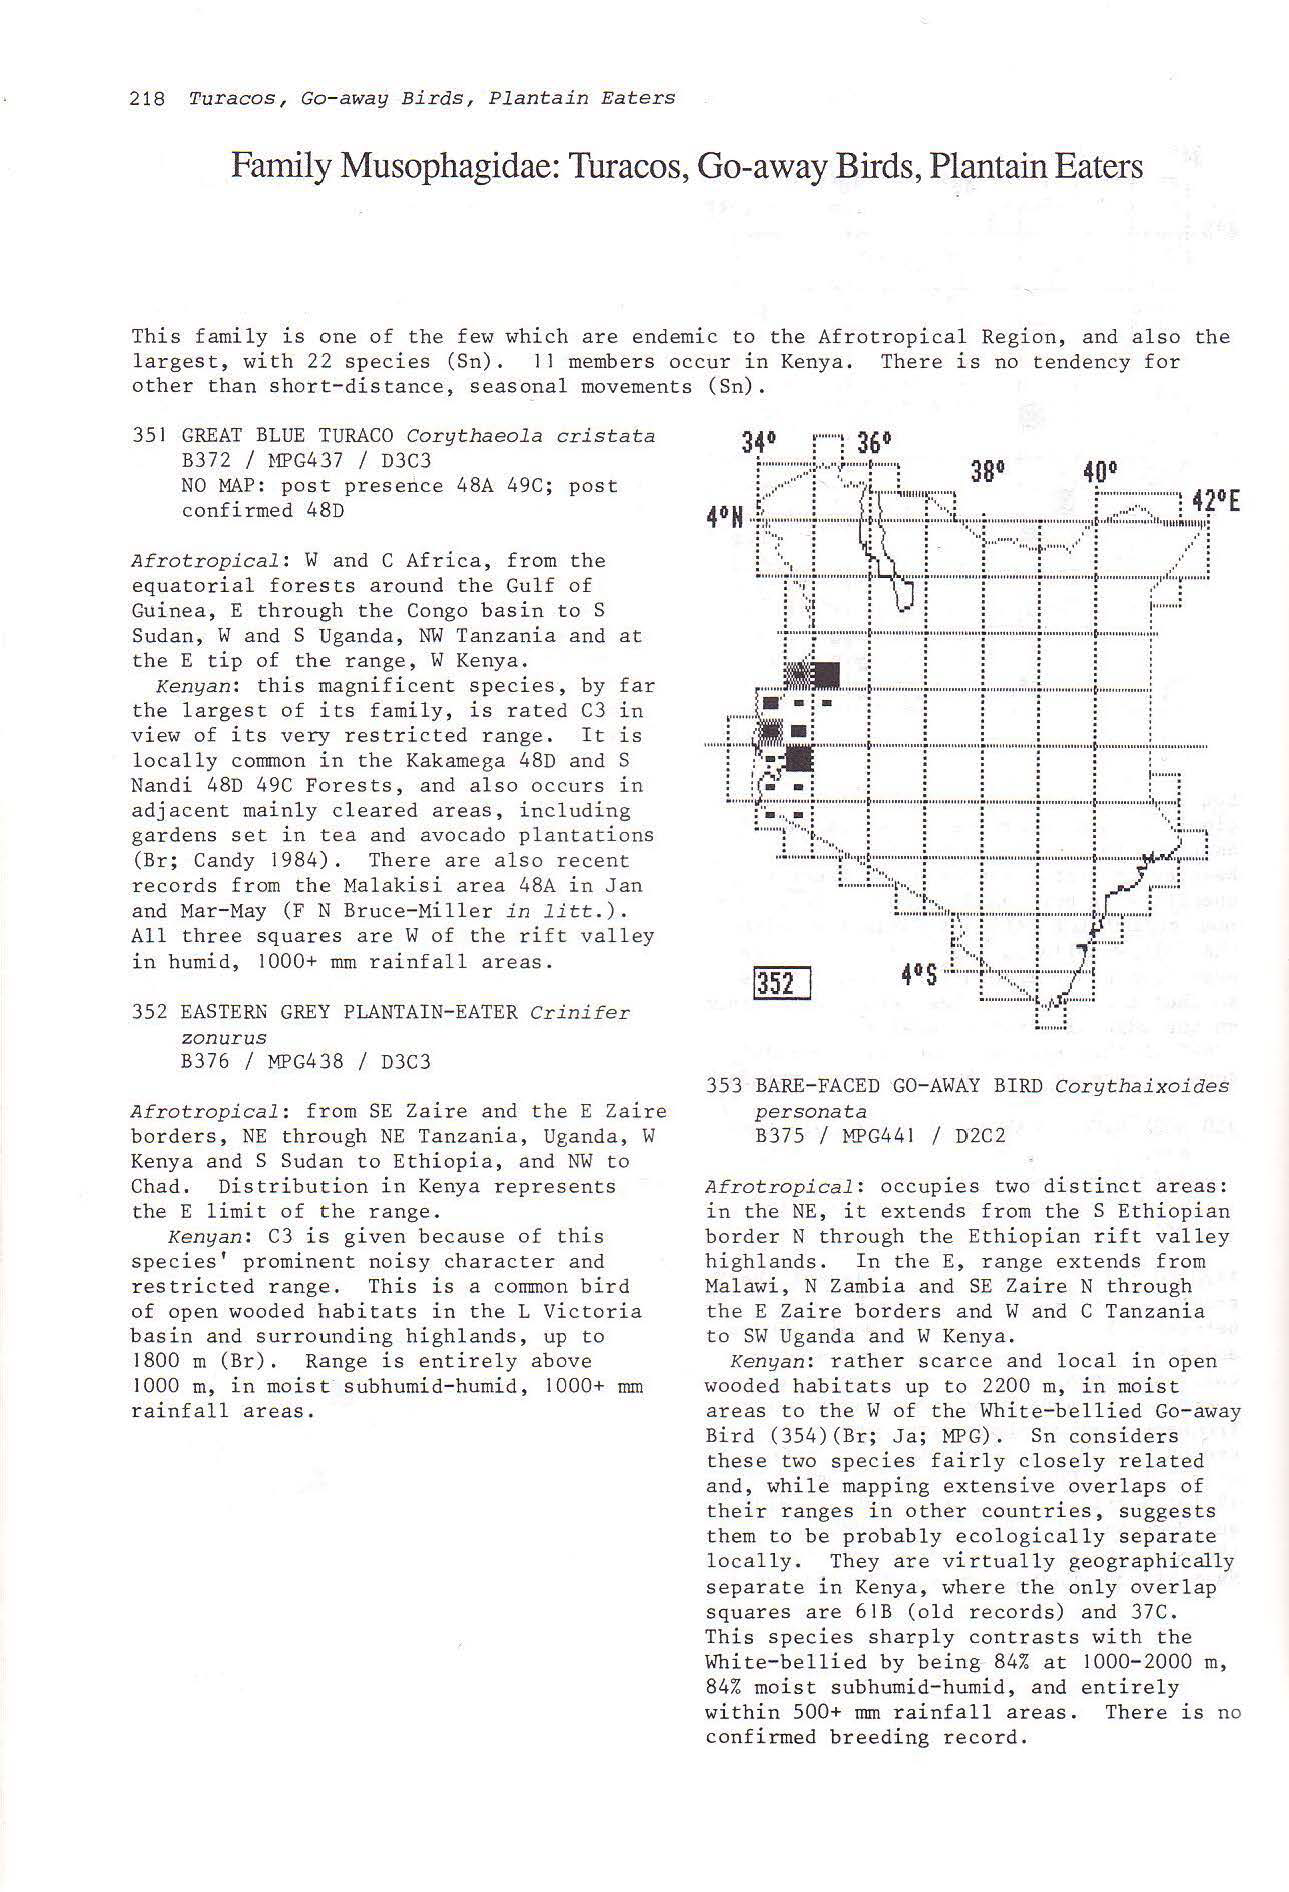 218 Turacos, Go-away Birds, Plantain Eaters
Family Musophagidae: Turacos, Go-away Birds, Plantain Eaters
This family is one of the few which are endemic to the Afrotropical Region, and also the
largest, with 22 species (Sn). 11 members occur in Kenya. There is no tendency for
other than short-distance, seasonal movements (Sn).
351 GREAT BLUE TURACO Corythaeola cristata
B372 / MPG437 / D3C3
NO MAP: post presence 48A 49C; post
confirmed 48D
Afrotropical: W and C Africa, from the
equatorial forests around the Gulf of
Guinea, E through the Congo basin to S
Sudan, W and S Uganda, NW Tanzania and at
the E tip of the range, W Kenya.
Kenyan: this magnificent species, by far
the largest of its family, is rated C3 in
view of its very restricted range. It is
locally common in the Kakamega 48D and S
Nandi 48D 49C Forests, and also occurs in
adjacent mainly cleared areas, including
gardens set in tea and avocado plantations
(Br; Candy 1984). There are also recent
records from the Malakisi area 48A in Jan
and Mar-May (F N Bruce-Miller in litt.).
All three squares are W of the rift valley
in humid, 1000+ mm rainfall areas.
352 EASTERN GREY PLANTAIN-EATER Crinifer
zonurus
B376 / MPG438 / D3C3
Afrotropical: from SE Zaire and the E Zaire
borders, NE through NE Tanzania, Uganda, W
Kenya and S Sudan to Ethiopia, and NW to
Chad. Distribution in Kenya represents
the E limit of the range.
Kenyan: C3 is given because of this
species' prominent noisy character and
restricted range. This is a common bird
of open wooded habitats in the L Victoria
basin and surrounding highlands, up to
1800 m (Br). Range is entirely above
1000 m, in moist subhumid-humid, 1000+ mm
rainfall areas.
34° 36°
38° 40°
42°E
4°N
4°S
352
353 BARE-FACED GO-AWAY BIRD Corythaixoides
personata
B375 / MPG441 / D2C2
Afrotropical: occupies two distinct areas:
in the NE, it extends from the S Ethiopian
border N through the Ethiopian rift valley
highlands. In the E, range extends from
Malawi, N Zambia and SE Zaire N through
the E Zaire borders and W and C Tanzania
to SW Uganda and W Kenya.
Kenyan: rather scarce and local in open
wooded habitats up to 2200 m, in moist
areas to the W of the White-bellied Go-away
Bird (354)(Br; Ja; MPG). Sn considers
these two species fairly closely related
and, while mapping extensive overlaps of
their ranges in other countries, suggests
them to be probably ecologically separate
locally. They are virtually geographically
separate in Kenya, where the only overlap
squares are 61B (old records) and 37C.
This species sharply contrasts with the
White-bellied by being 84% at 1000-2000 m,
84% moist subhumid-humid, and entirely
within 500+ mm rainfall areas. There is no
confirmed breeding record.